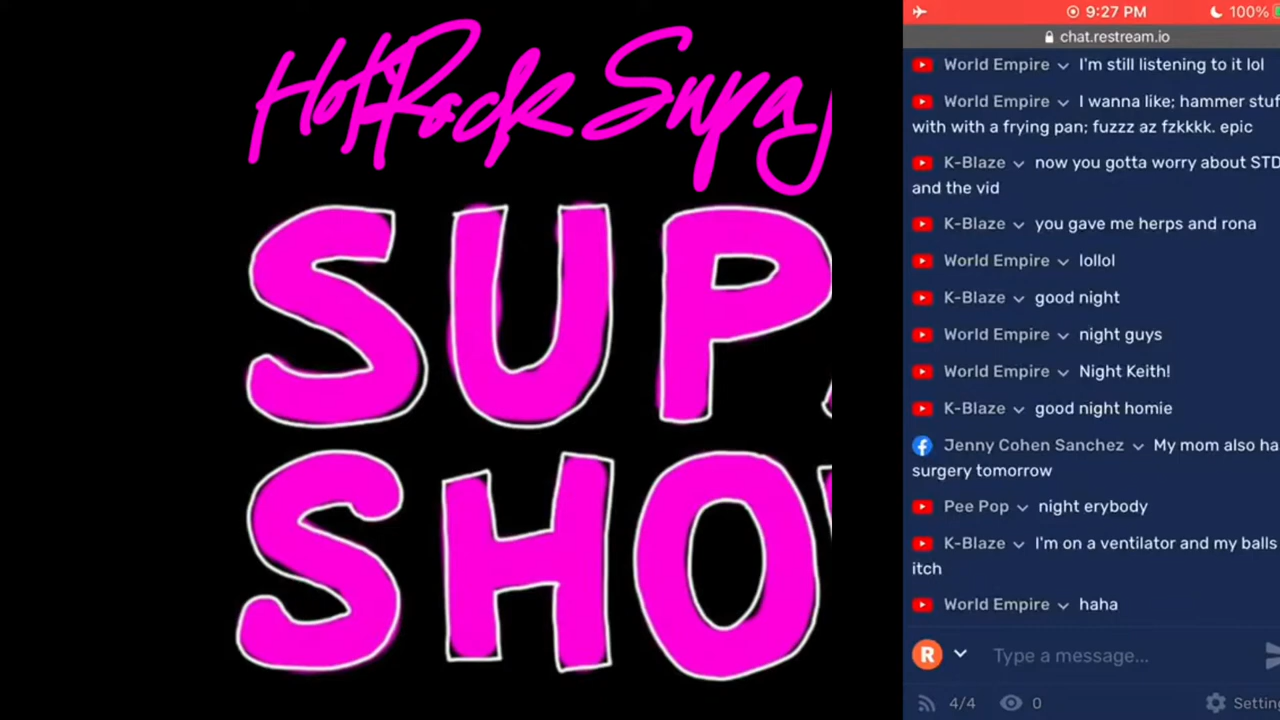 HotRock Supa
SUP
SHO
9:27 PM
100%
chat.restream.io
World Empire I'm still listening to it lol
World Empire I wanna like; hammer stuf
with with a frying pan; fuzzz az fzkkkk. epic
K-Blaze now you gotta worry about STD
and the vid
K-Blaze you gave me herps and rona
World Empire lollol
K-Blaze good night
World Empire night guys
World Empire Night Keith!
K-Blaze good night homie
Jenny Cohen Sanchez My mom also ha
surgery tomorrow
Pee Pop night erybody
K-Blaze I'm on a ventilator and my balls
itch
World Empire haha
R Type a message...
4/4 0 Setting